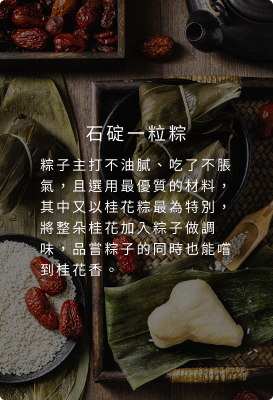 石碇一粒粽
粽子主打不油膩、吃了不脹
氣，且選用最優質的材料，
其中又以桂花粽最為特別，
將整朵桂花加入粽子做調
味，品嘗粽子的同時也能嚐
到桂花香。